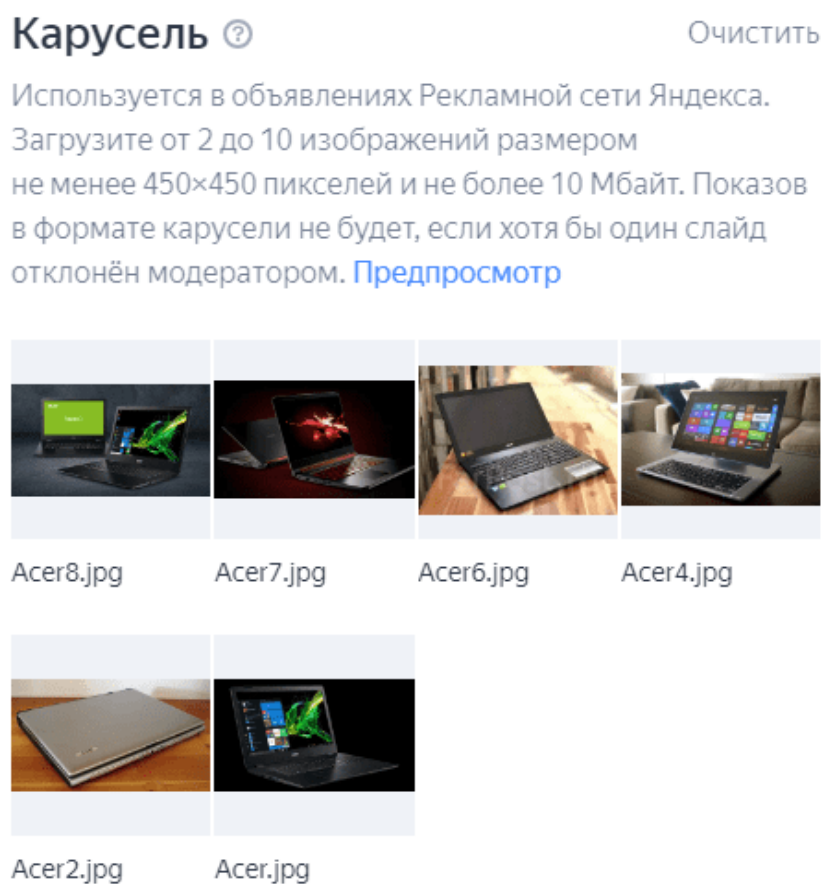 Карусель ?
Очистить
Используется в объявлениях Рекламной сети Яндекса.
Загрузите от 2 до 10 изображений размером
не менее 450×450 пикселей и не более 10 Мбайт. Показов
в формате карусели не будет, если хотя бы один слайд
отклонён модератором. Предпросмотр
Acer8.jpg
Acer7.jpg
Acer6.jpg
Acer4.jpg
Acer2.jpg
Acer.jpg